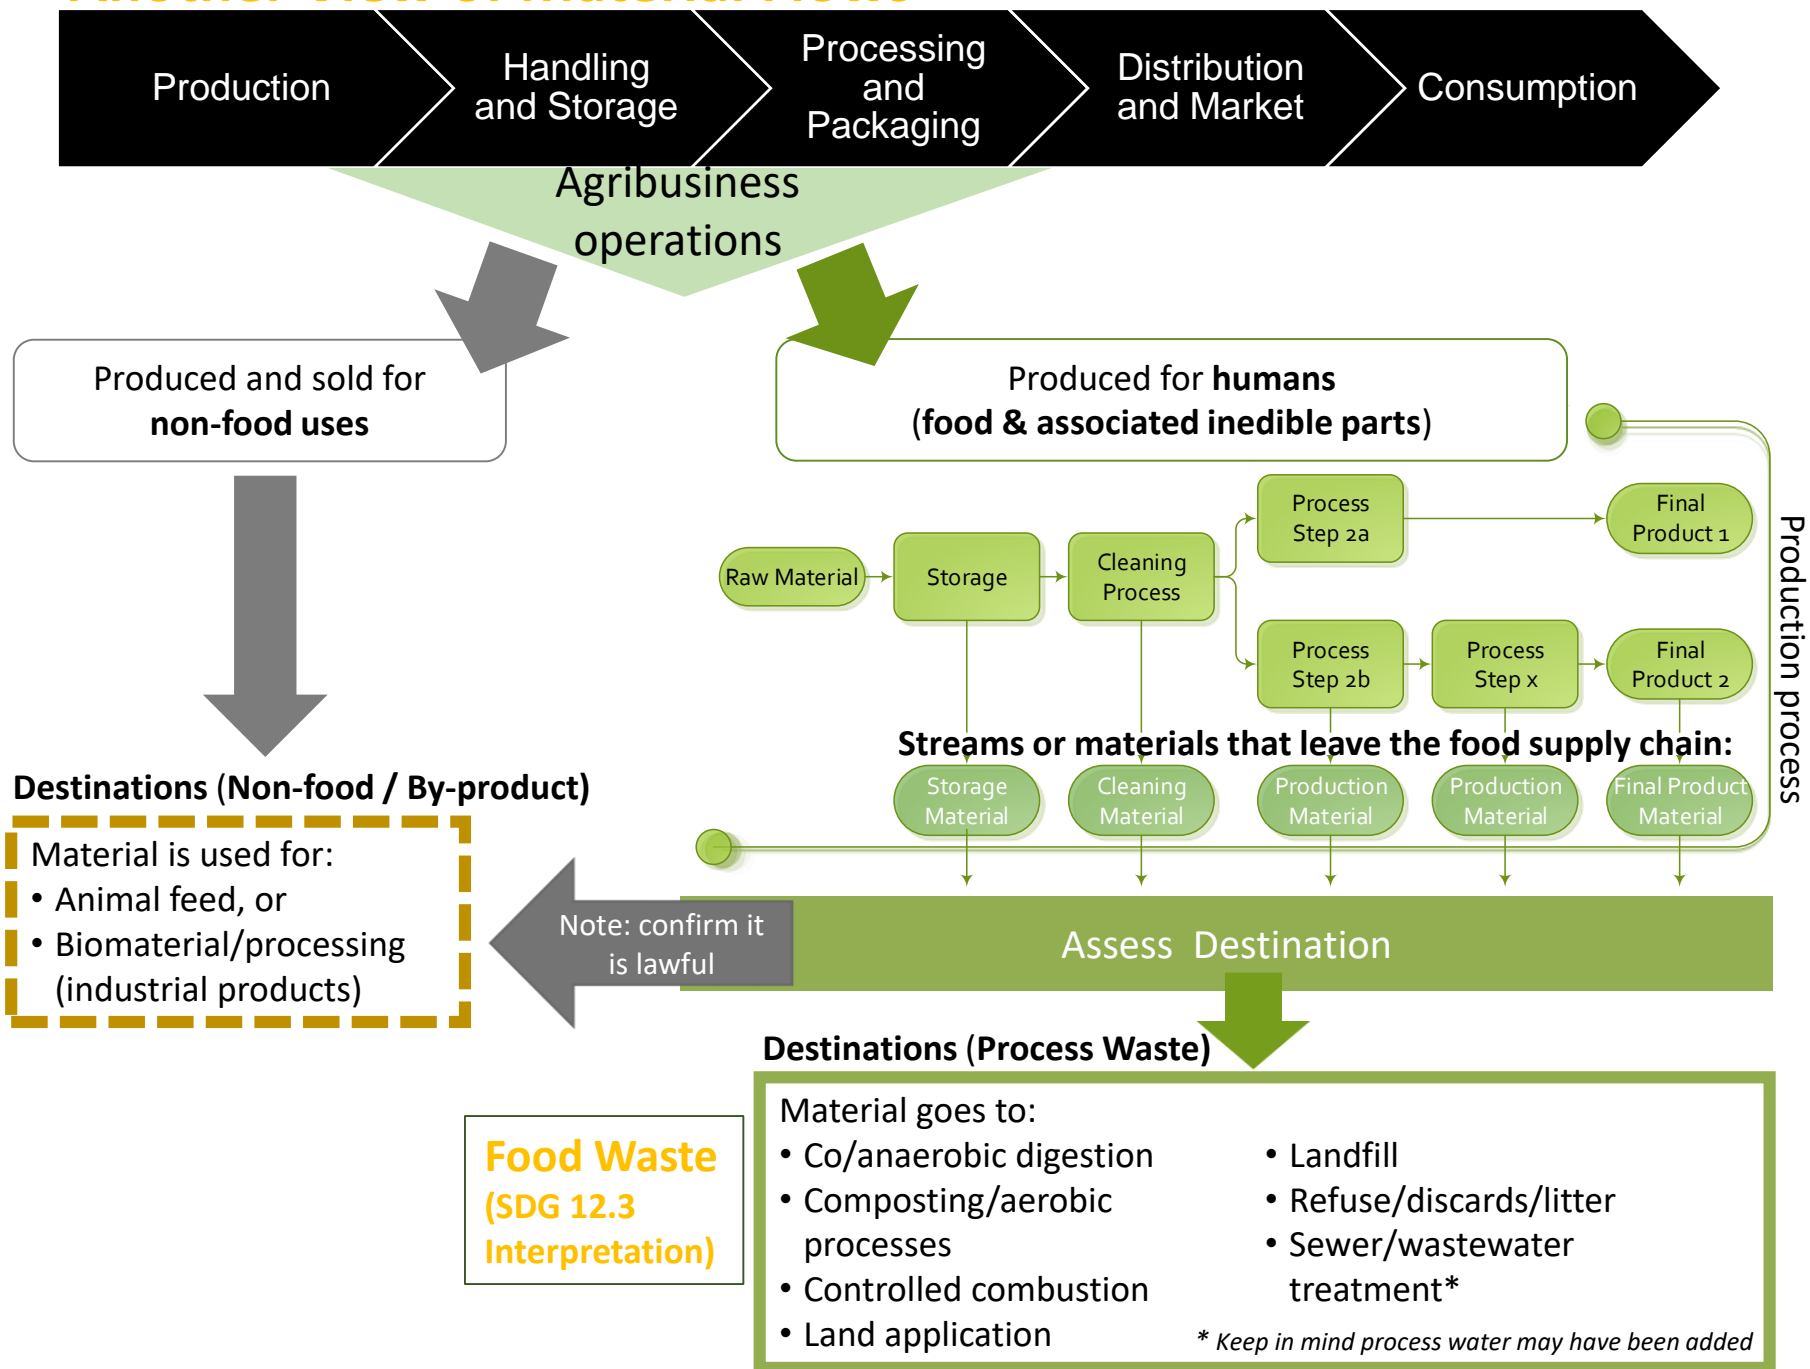 Production
Handling
and Storage
Processing
and
Packaging
Distribution
and Market
Consumption
Agribusiness
operations
Produced and sold for
non-food uses
Produced for humans
(food & associated inedible parts)
Production process
Raw Material
Storage
Cleaning
Process
Process
Step 2a
Final
Product 1
Process
Step 2b
Process
Step x
Final
Product 2
Streams or materials that leave the food supply chain:
Storage
Material
Cleaning
Material
Production
Material
Production
Material
Final Product
Material
Destinations (Non-food / By-product)
Material is used for:
• Animal feed, or
• Biomaterial/processing
(industrial products)
Note: confirm it
is lawful
Assess Destination
Destinations (Process Waste)
Food Waste
(SDG 12.3
Interpretation)
Material goes to:
• Co/anaerobic digestion
• Composting/aerobic
processes
• Controlled combustion
• Land application
• Landfill
• Refuse/discards/litter
• Sewer/wastewater
treatment*
* Keep in mind process water may have been added